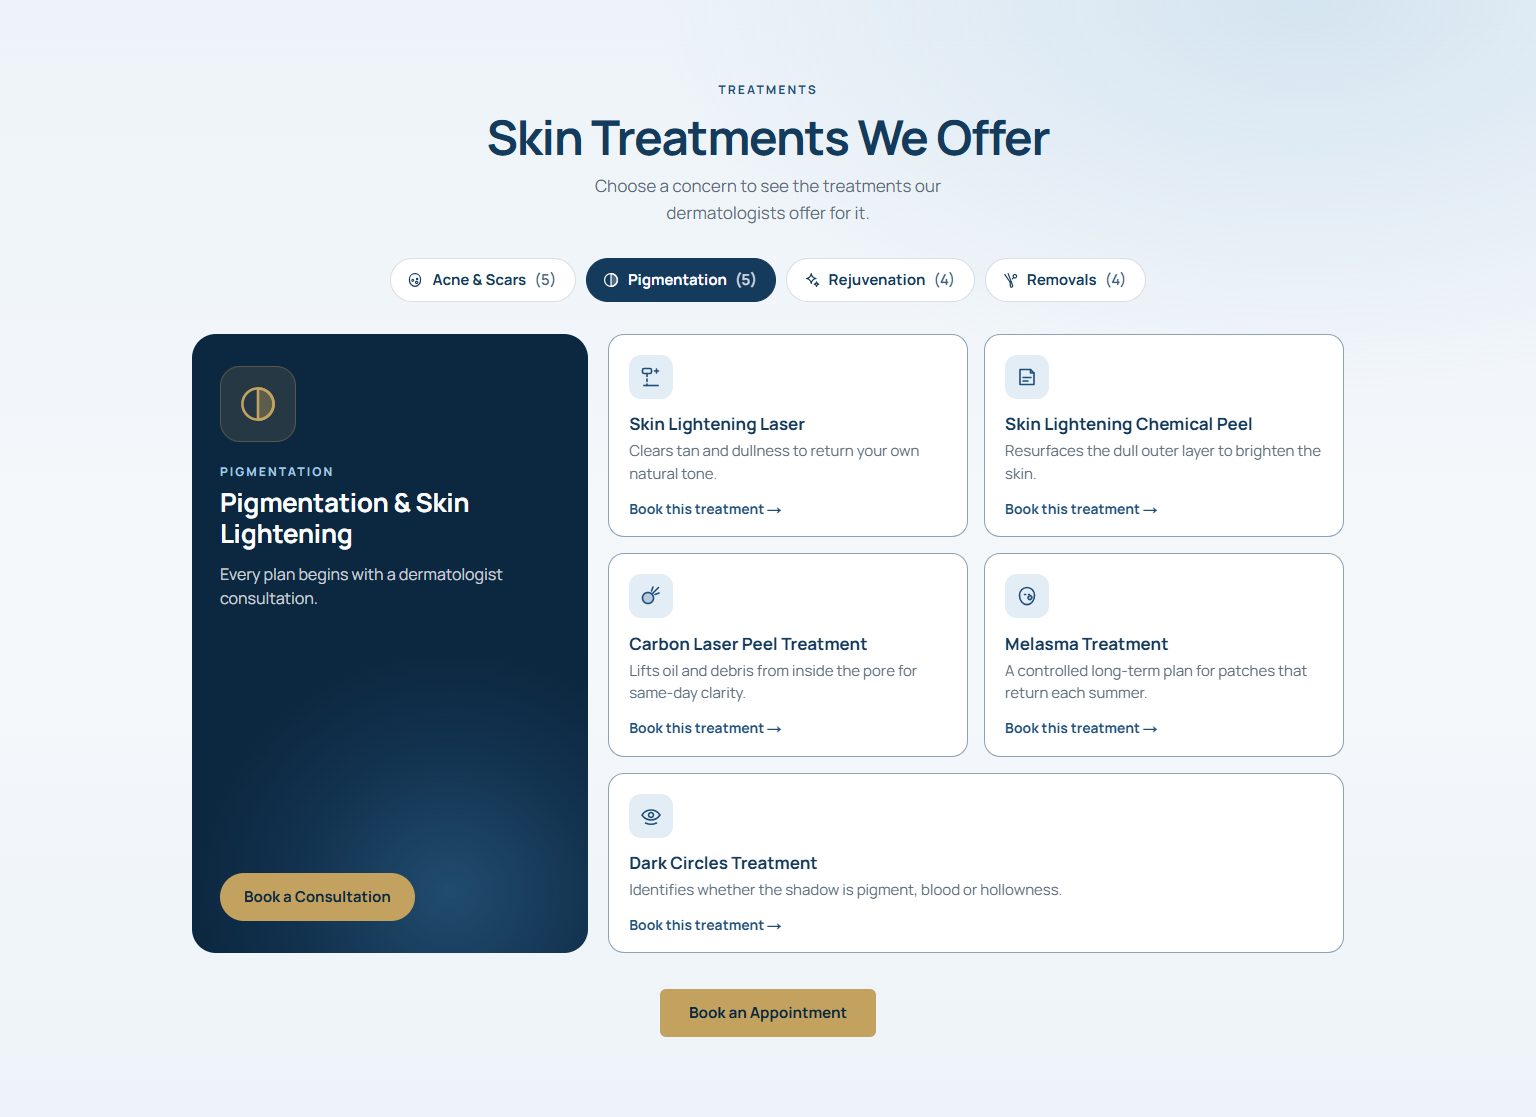 TREATMENTS
Skin Treatments We Offer
Choose a concern to see the treatments our
dermatologists offer for it.
Acne & Scars (5)
Pigmentation (5)
Rejuvenation (4)
Removals (4)
PIGMENTATION
Pigmentation & Skin
Lightening
Every plan begins with a dermatologist
consultation.
Book a Consultation
Skin Lightening Laser
Clears tan and dullness to return your own
natural tone.
Book this treatment →
Skin Lightening Chemical Peel
Resurfaces the dull outer layer to brighten the
skin.
Book this treatment →
Carbon Laser Peel Treatment
Lifts oil and debris from inside the pore for
same-day clarity.
Book this treatment →
Melasma Treatment
A controlled long-term plan for patches that
return each summer.
Book this treatment →
Dark Circles Treatment
Identifies whether the shadow is pigment, blood or hollowness.
Book this treatment →
Book an Appointment